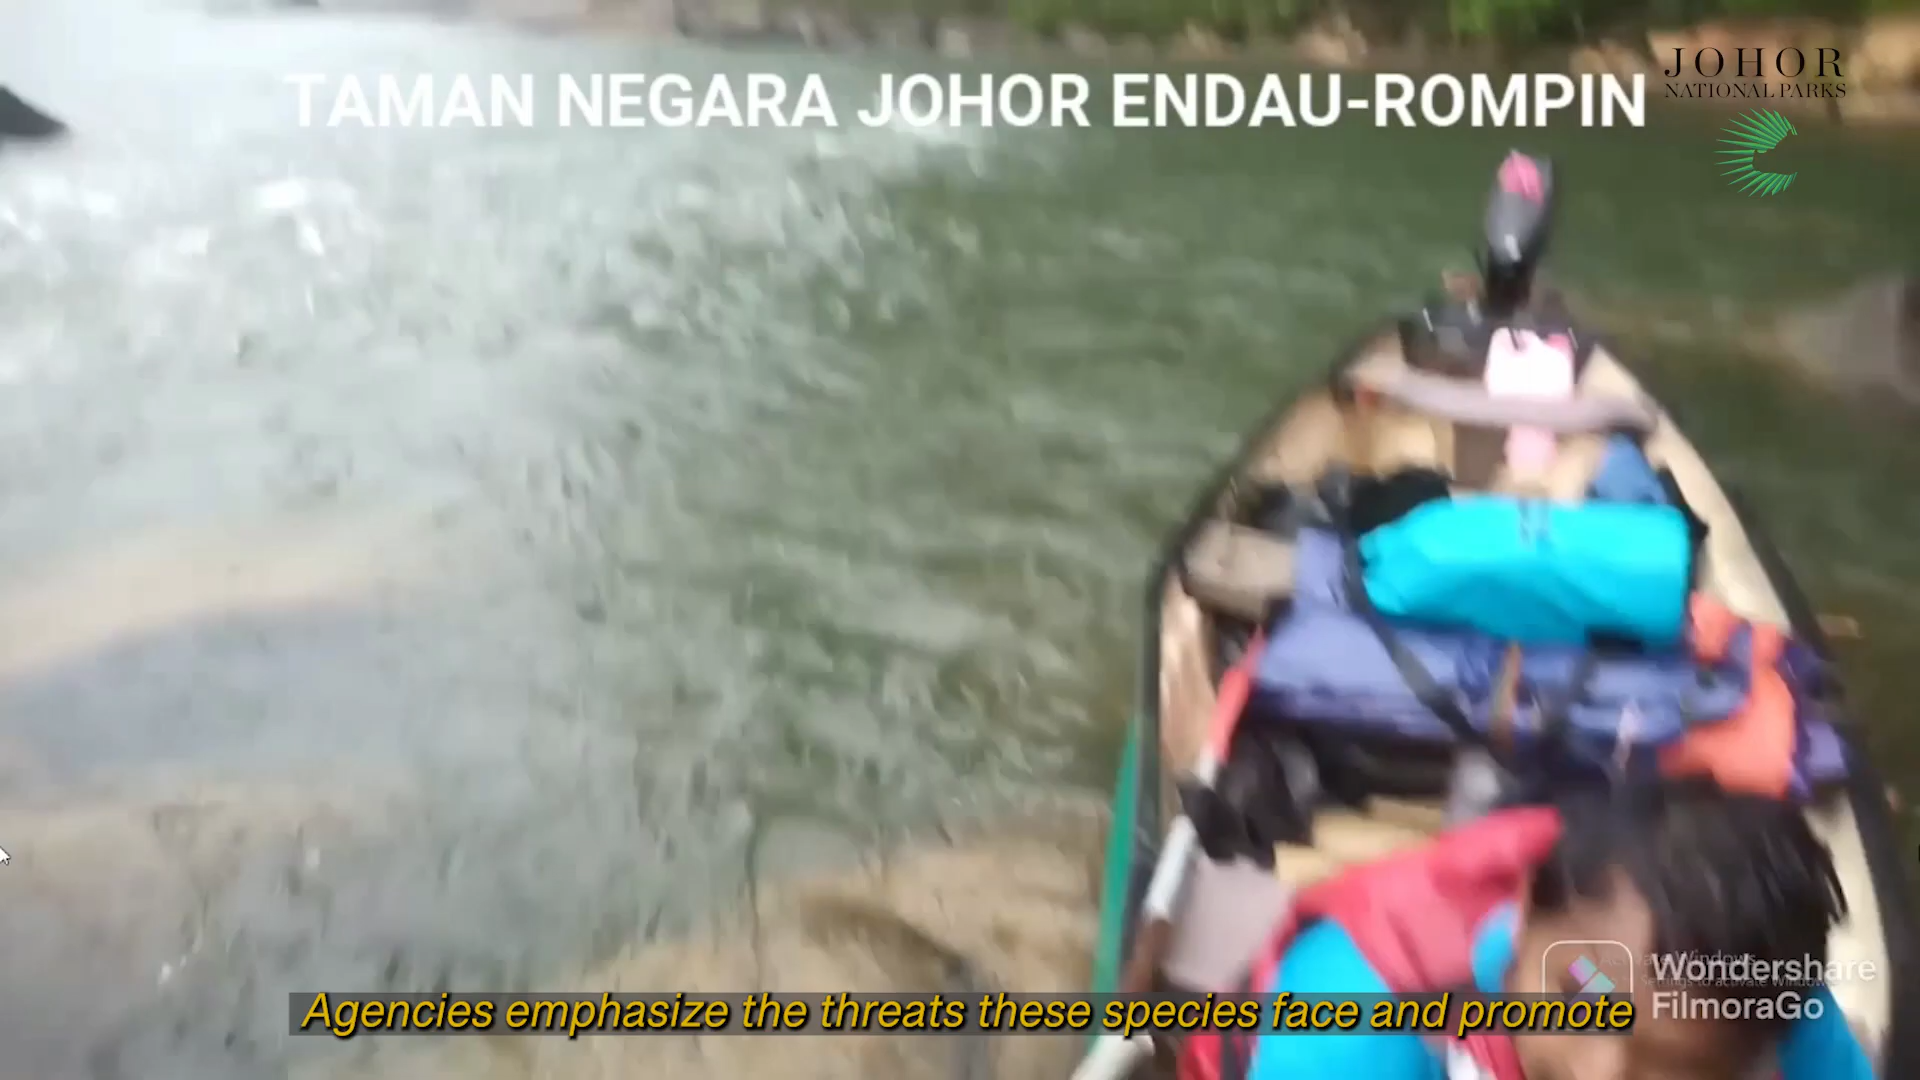 TAMAN NEGARA JOHOR ENDAU-ROMPIN
JOHOR
NATIONAL PARKS
Wondershare
FilmoraGo
Agencies emphasize the threats these species face and promote